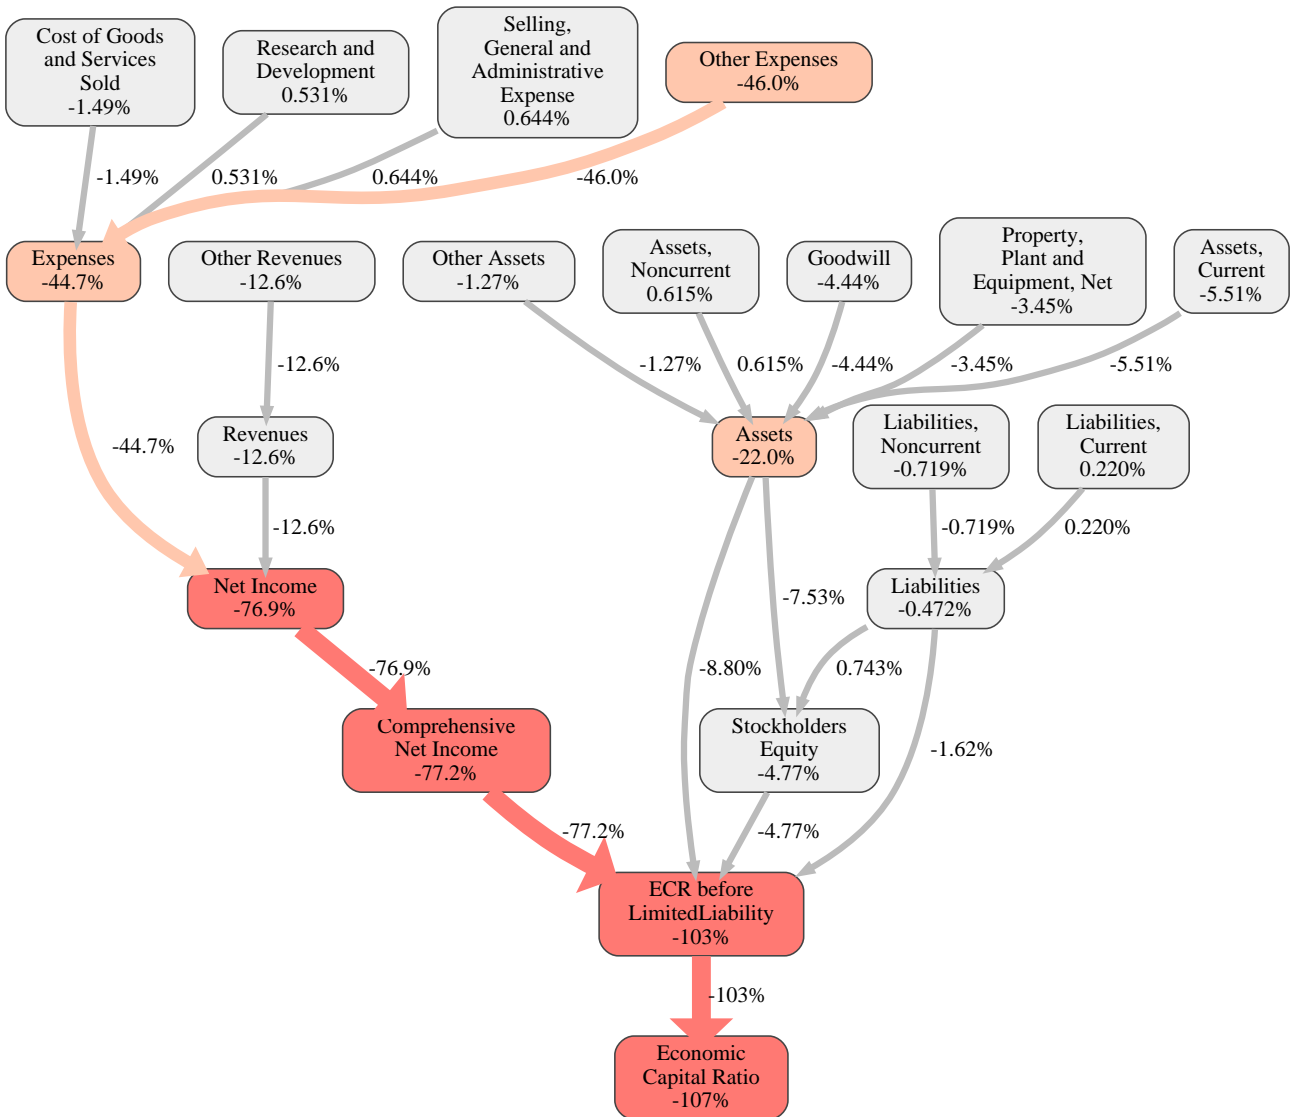 Cost of Goods
and Services
Sold
-1.49%
Research and
Development
0.531%
Selling,
General and
Administrative
Expense
0.644%
Other Expenses
-46.0%
-1.49%
0.531%
0.644%
-46.0%
Expenses
-44.7%
Other Revenues
-12.6%
Other Assets
-1.27%
Assets,
Noncurrent
0.615%
Goodwill
-4.44%
Property,
Plant and
Equipment, Net
-3.45%
Assets,
Current
-5.51%
-12.6%
-1.27%
0.615%
-4.44%
-3.45%
-5.51%
-44.7%
Revenues
-12.6%
Assets
-22.0%
Liabilities,
Noncurrent
-0.719%
Liabilities,
Current
0.220%
-12.6%
-0.719%
0.220%
Net Income
-76.9%
-7.53%
Liabilities
-0.472%
-76.9%
-8.80%
0.743%
Comprehensive
Net Income
-77.2%
Stockholders
Equity
-4.77%
-1.62%
-77.2%
-4.77%
ECR before
LimitedLiability
-103%
-103%
Economic
Capital Ratio
-107%